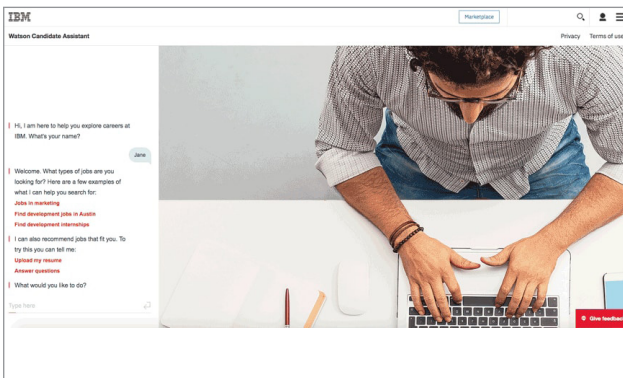 IBM
Marketplace
Watson Candidate Assistant
Privacy Terms of use
Hi, I am here to help you explore careers at
IBM. What's your name?
Jane
Welcome. What types of jobs are you
looking for? Here are a few examples of
what I can help you search for:
Jobs in marketing
Find development jobs in Austin
Find development internships
I can also recommend jobs that fit you. To
try this you can tell me:
Upload my resume
Answer questions
What would you like to do?
Type here
Give feedback